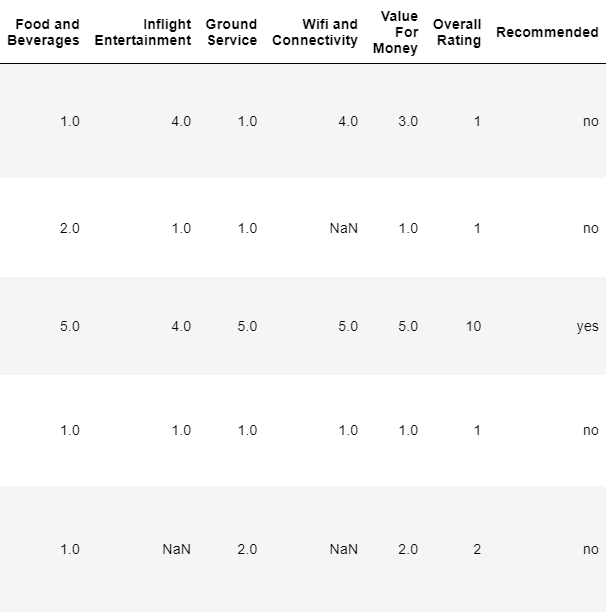 Food and Beverages Inflight Entertainment Ground Service Wifi and Connectivity Value For Money Overall Rating Recommended
1.0 4.0 1.0 4.0 3.0 1 no
2.0 1.0 1.0 NaN 1.0 1 no
5.0 4.0 5.0 5.0 5.0 10 yes
1.0 1.0 1.0 1.0 1.0 1 no
1.0 NaN 2.0 NaN 2.0 2 no